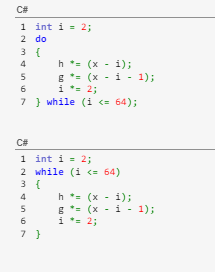 C#
1 int i = 2;
2 do
3 {
4     h *= (x - i);
5     g *= (x - i - 1);
6     i *= 2;
7 } while (i <= 64);
C#
1 int i = 2;
2 while (i <= 64)
3 {
4     h *= (x - i);
5     g *= (x - i - 1);
6     i *= 2;
7 }